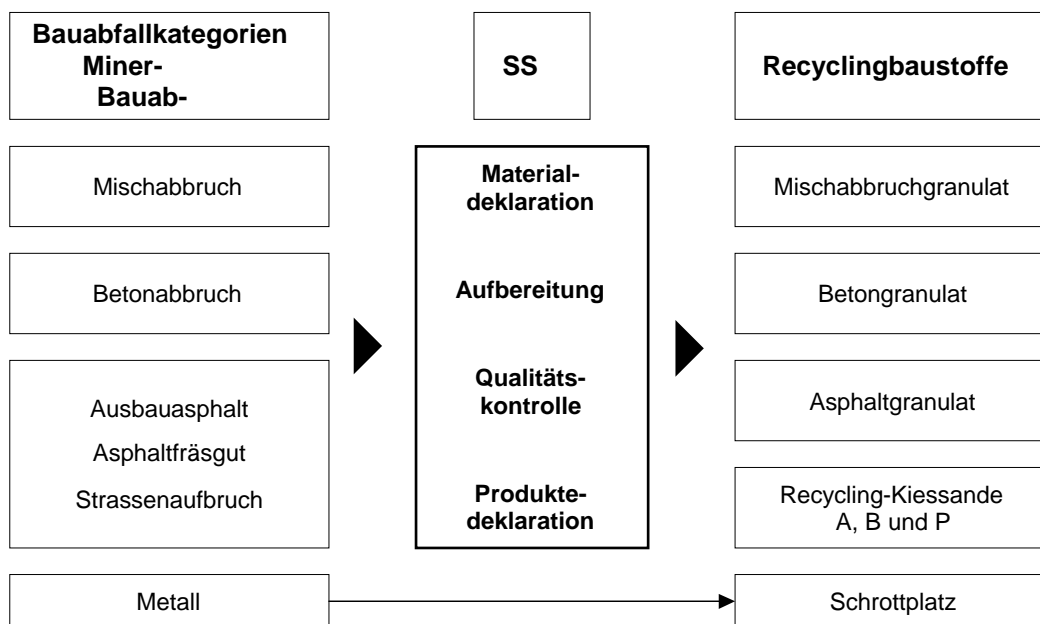 Bauabfallkategorien
Miner-
Bauab-
SS
Recyclingbaustoffe
Mischabbruch
Betonabbruch
Ausbauasphalt
Asphaltfräsgut
Strassenaufbruch
Metall
Material-
deklaration
Aufbereitung
Qualitäts-
kontrolle
Produkte-
deklaration
Mischabbruchgranulat
Betongranulat
Asphaltgranulat
Recycling-Kiessande
A, B und P
Schrottplatz